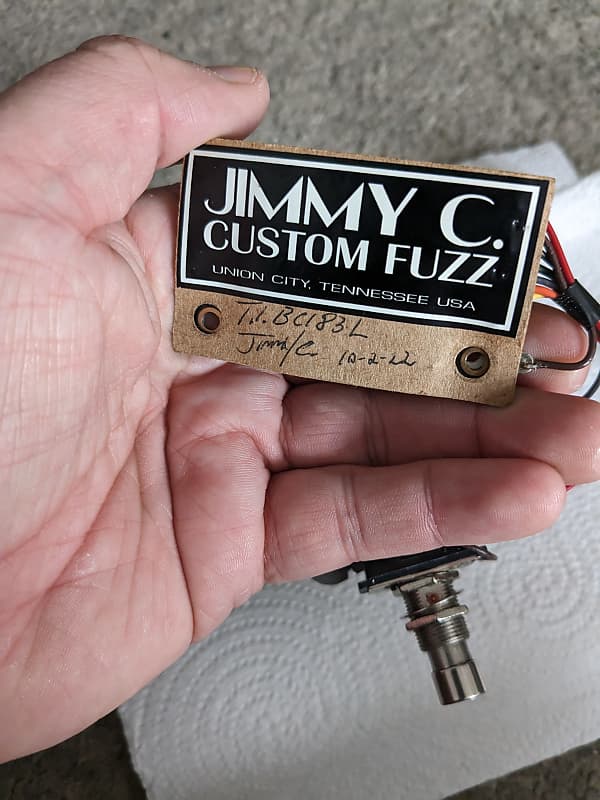 JIMMY C.
CUSTOM FUZZ
UNION CITY, TENNESSEE USA
T.I. BC183L
Jimmy C. 10-2-22